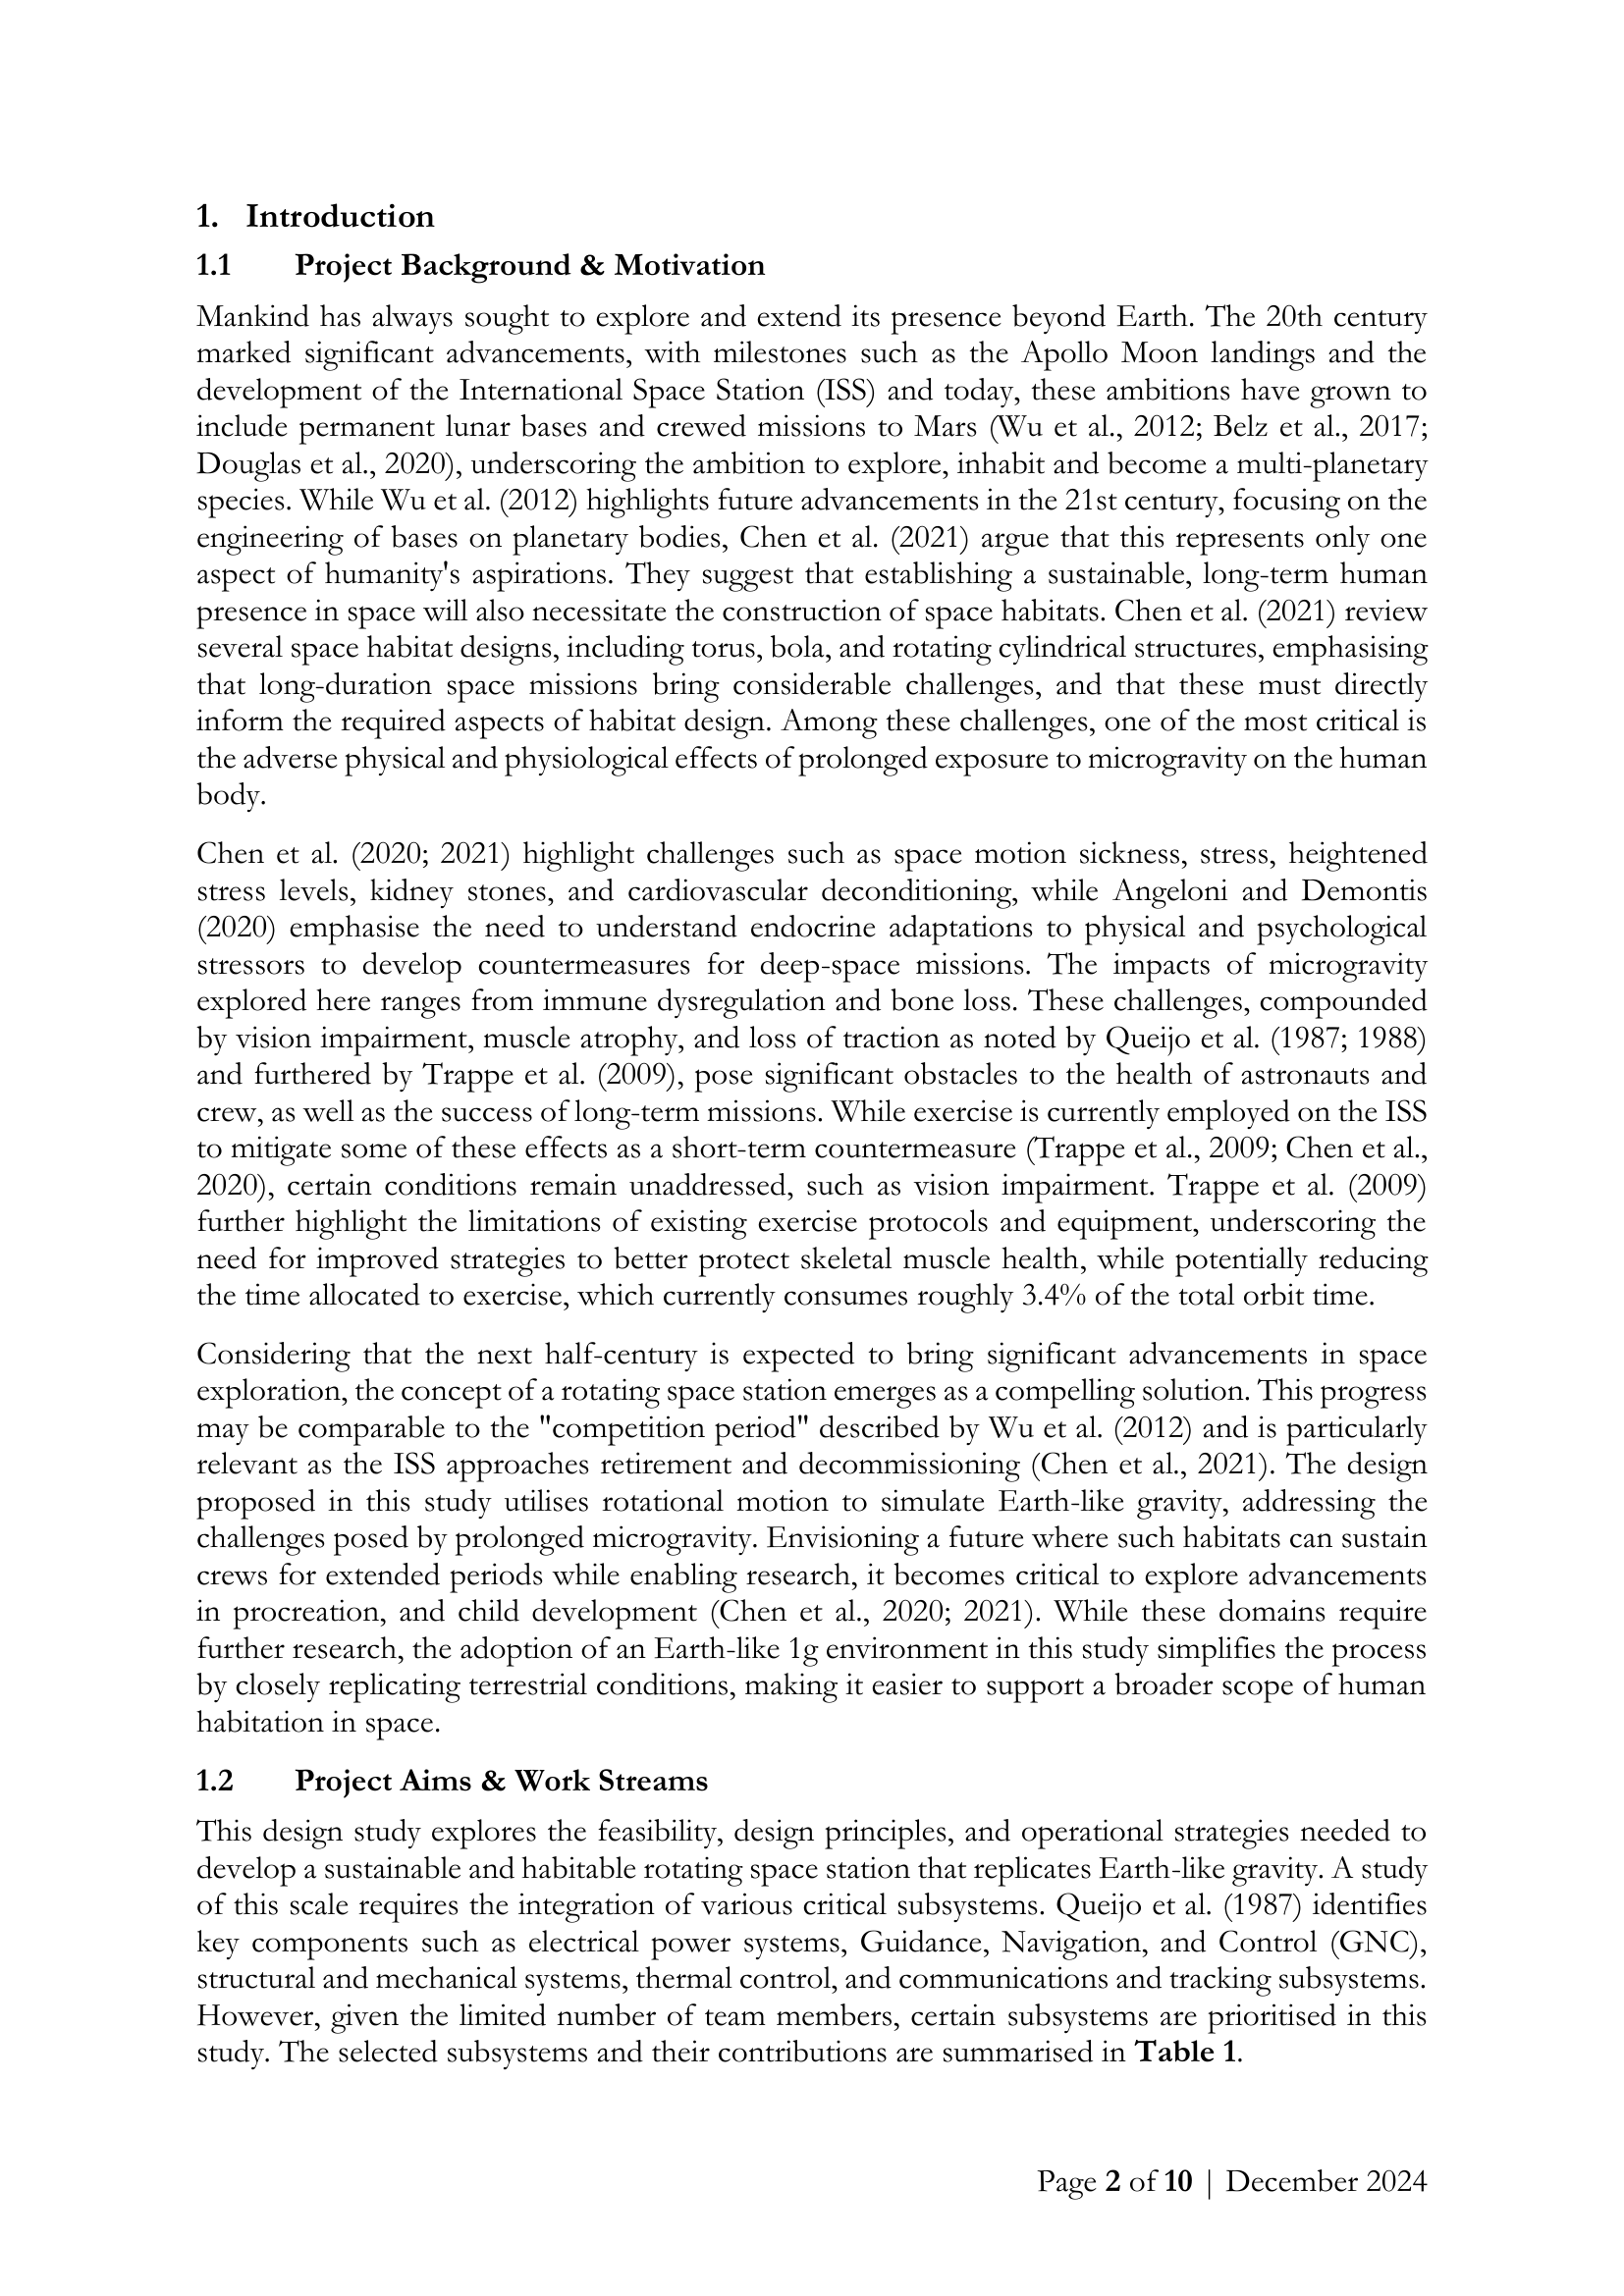 1. Introduction
1.1 Project Background & Motivation
Mankind has always sought to explore and extend its presence beyond Earth. The 20th century
marked significant advancements, with milestones such as the Apollo Moon landings and the
development of the International Space Station (ISS) and today, these ambitions have grown to
include permanent lunar bases and crewed missions to Mars (Wu et al., 2012; Belz et al., 2017;
Douglas et al., 2020), underscoring the ambition to explore, inhabit and become a multi-planetary
species. While Wu et al. (2012) highlights future advancements in the 21st century, focusing on the
engineering of bases on planetary bodies, Chen et al. (2021) argue that this represents only one
aspect of humanity's aspirations. They suggest that establishing a sustainable, long-term human
presence in space will also necessitate the construction of space habitats. Chen et al. (2021) review
several space habitat designs, including torus, bola, and rotating cylindrical structures, emphasising
that long-duration space missions bring considerable challenges, and that these must directly
inform the required aspects of habitat design. Among these challenges, one of the most critical is
the adverse physical and physiological effects of prolonged exposure to microgravity on the human
body.
Chen et al. (2020; 2021) highlight challenges such as space motion sickness, stress, heightened
stress levels, kidney stones, and cardiovascular deconditioning, while Angeloni and Demontis
(2020) emphasise the need to understand endocrine adaptations to physical and psychological
stressors to develop countermeasures for deep-space missions. The impacts of microgravity
explored here ranges from immune dysregulation and bone loss. These challenges, compounded
by vision impairment, muscle atrophy, and loss of traction as noted by Queijo et al. (1987; 1988)
and furthered by Trappe et al. (2009), pose significant obstacles to the health of astronauts and
crew, as well as the success of long-term missions. While exercise is currently employed on the ISS
to mitigate some of these effects as a short-term countermeasure (Trappe et al., 2009; Chen et al.,
2020), certain conditions remain unaddressed, such as vision impairment. Trappe et al. (2009)
further highlight the limitations of existing exercise protocols and equipment, underscoring the
need for improved strategies to better protect skeletal muscle health, while potentially reducing
the time allocated to exercise, which currently consumes roughly 3.4% of the total orbit time.
Considering that the next half-century is expected to bring significant advancements in space
exploration, the concept of a rotating space station emerges as a compelling solution. This progress
may be comparable to the "competition period" described by Wu et al. (2012) and is particularly
relevant as the ISS approaches retirement and decommissioning (Chen et al., 2021). The design
proposed in this study utilises rotational motion to simulate Earth-like gravity, addressing the
challenges posed by prolonged microgravity. Envisioning a future where such habitats can sustain
crews for extended periods while enabling research, it becomes critical to explore advancements
in procreation, and child development (Chen et al., 2020; 2021). While these domains require
further research, the adoption of an Earth-like 1g environment in this study simplifies the process
by closely replicating terrestrial conditions, making it easier to support a broader scope of human
habitation in space.
1.2 Project Aims & Work Streams
This design study explores the feasibility, design principles, and operational strategies needed to
develop a sustainable and habitable rotating space station that replicates Earth-like gravity. A study
of this scale requires the integration of various critical subsystems. Queijo et al. (1987) identifies
key components such as electrical power systems, Guidance, Navigation, and Control (GNC),
structural and mechanical systems, thermal control, and communications and tracking subsystems.
However, given the limited number of team members, certain subsystems are prioritised in this
study. The selected subsystems and their contributions are summarised in Table 1.
Page 2 of 10 | December 2024